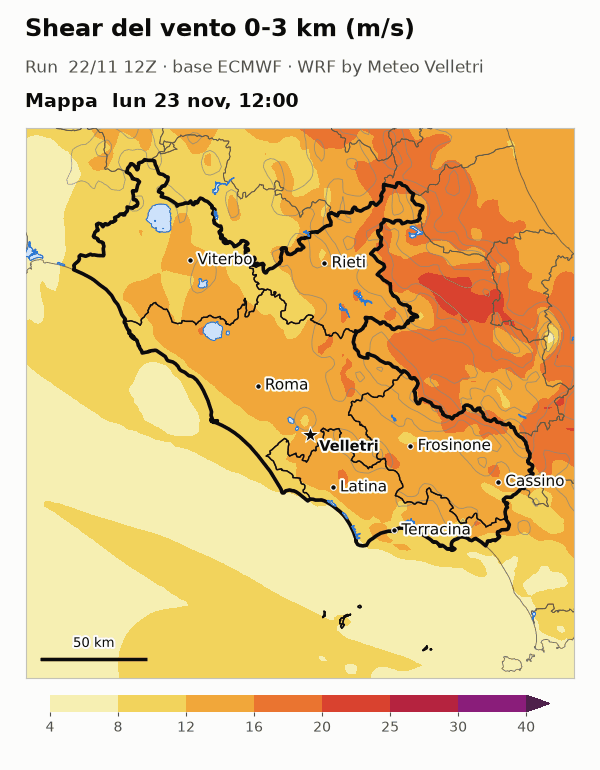 Shear del vento 0-3 km (m/s)
Run  22/11 12Z · base ECMWF · WRF by Meteo Velletri
Mappa  lun 23 nov, 12:00
Viterbo
Rieti
Roma
Velletri
Frosinone
Cassino
Latina
Terracina
50 km
4 8 12 16 20 25 30 40